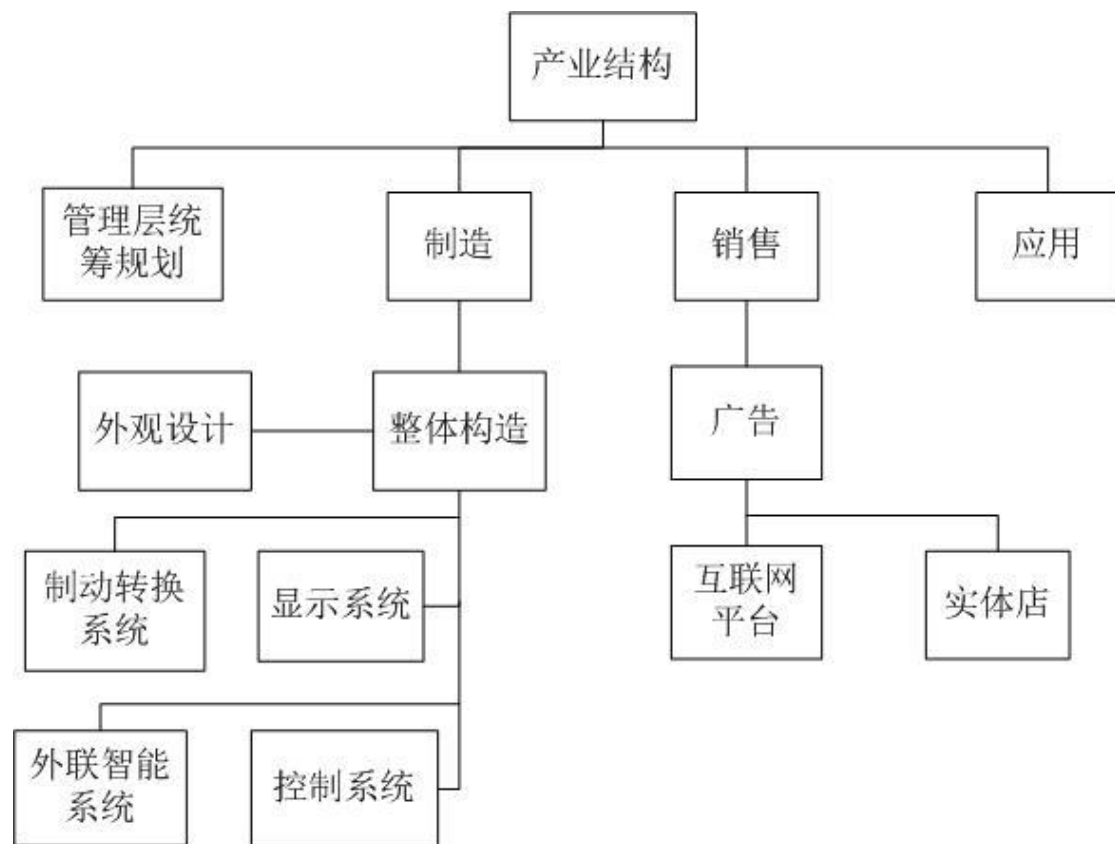 产业结构
管理层统
筹规划
制造
销售
应用
外观设计
整体构造
广告
制动转换
系统
显示系统
互联网
平台
实体店
外联智能
系统
控制系统